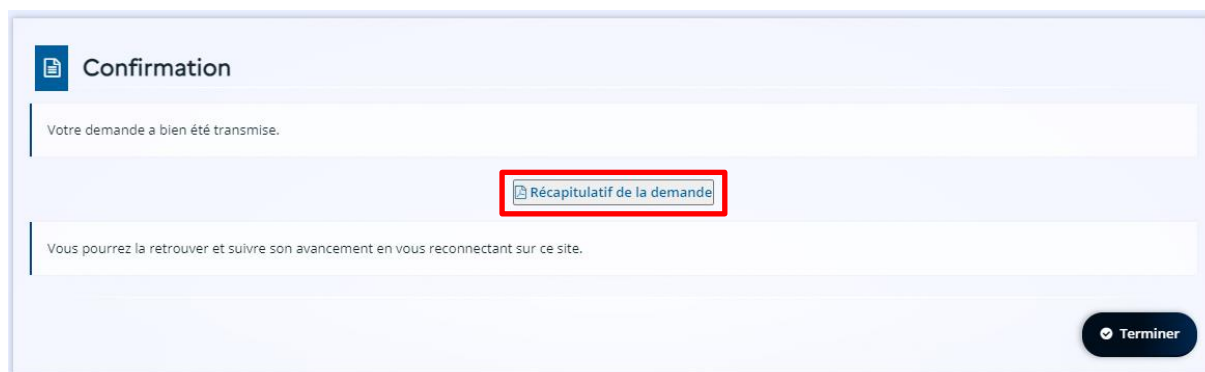 Confirmation
Votre demande a bien été transmise.
Récapitulatif de la demande
Vous pourrez la retrouver et suivre son avancement en vous reconnectant sur ce site.
Terminer